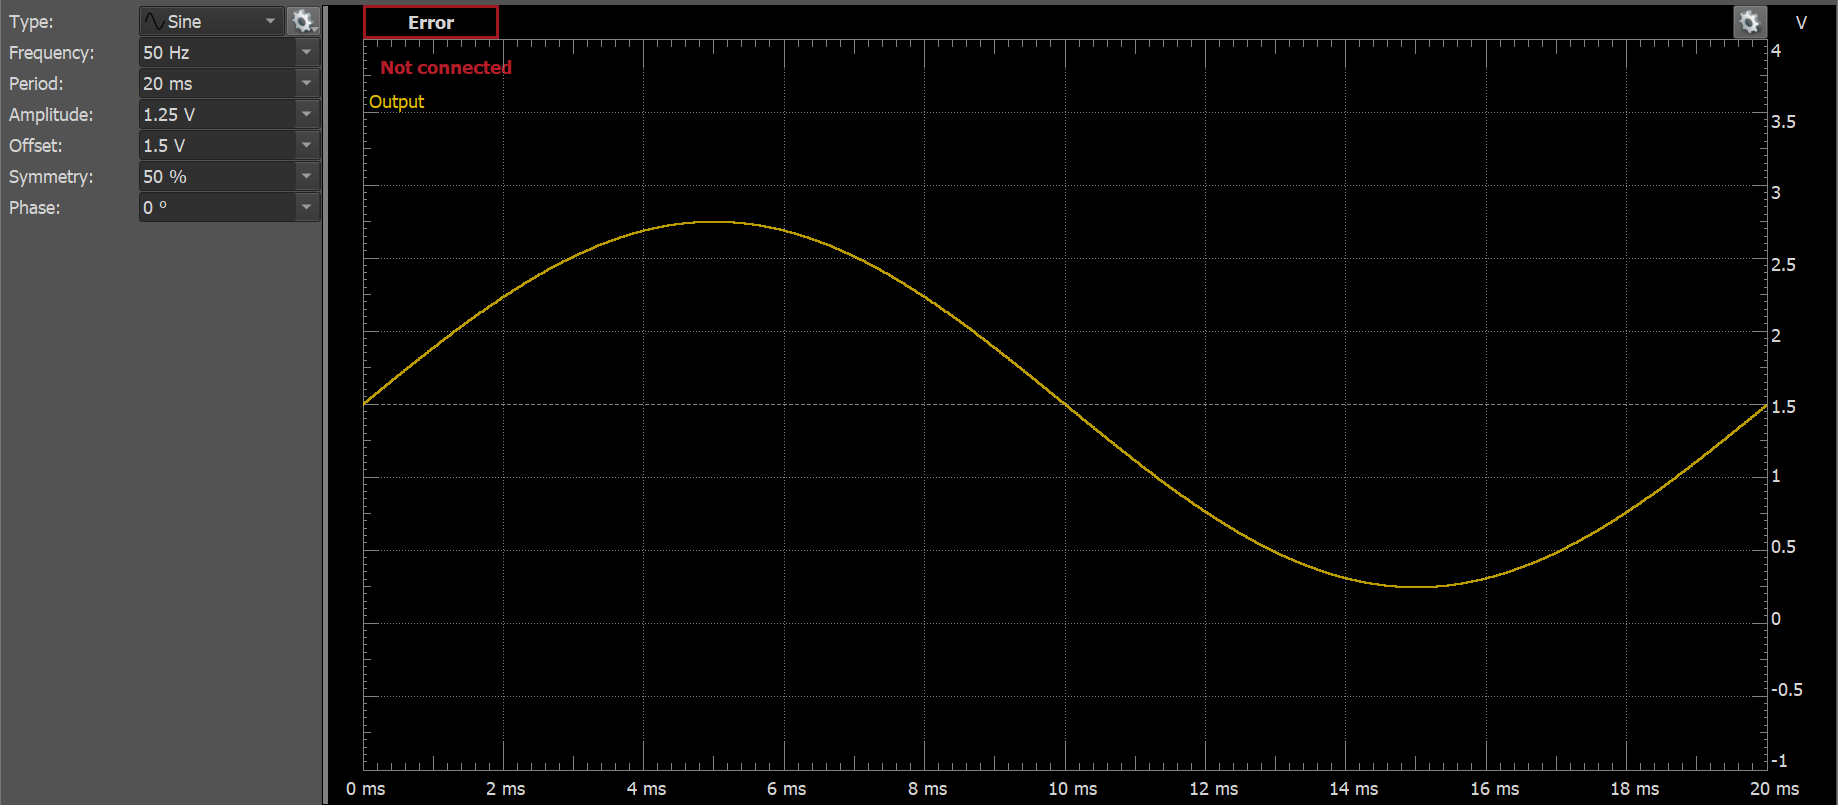 Type: Sine
Frequency: 50 Hz
Period: 20 ms
Amplitude: 1.25 V
Offset: 1.5 V
Symmetry: 50 %
Phase: 0 º
Error
V
Not connected
Output
4
3.5
3
2.5
2
1.5
1
0.5
0
-0.5
-1
0 ms 2 ms 4 ms 6 ms 8 ms 10 ms 12 ms 14 ms 16 ms 18 ms 20 ms